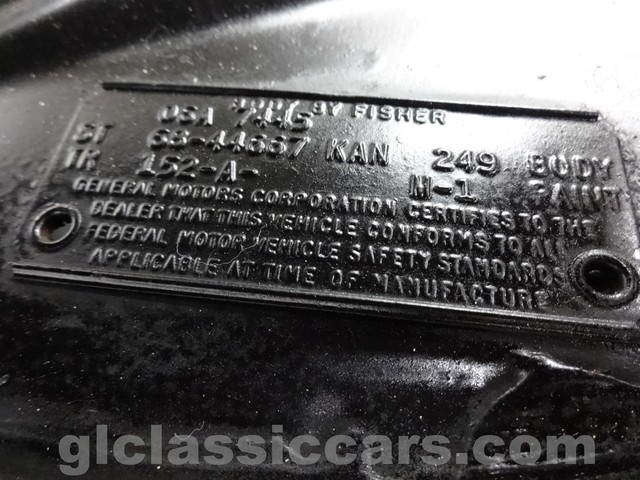 BODY BY FISHER
06A 7445
ST 68-44667 KAN 249 BODY
TR 152-A- M-1 PAINT
GENERAL MOTORS CORPORATION CERTIFIES TO THE
DEALER THAT THIS VEHICLE CONFORMS TO ALL
FEDERAL MOTOR VEHICLE SAFETY STANDARDS
APPLICABLE AT TIME OF MANUFACTURE
glclassiccars.com